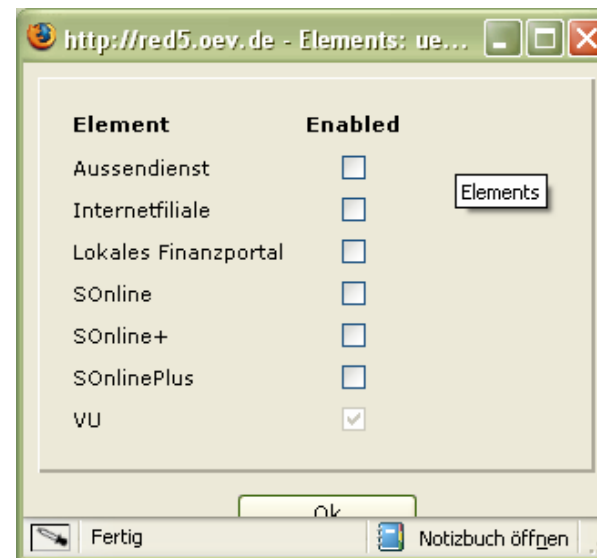 http://red5.oev.de - Elements: ue...
Element Enabled
Aussendienst
Elements
Internetfiliale
Lokales Finanzportal
SOnline
SOnline+
SOnlinePlus
VU
Ok
Fertig Notizbuch öffnen